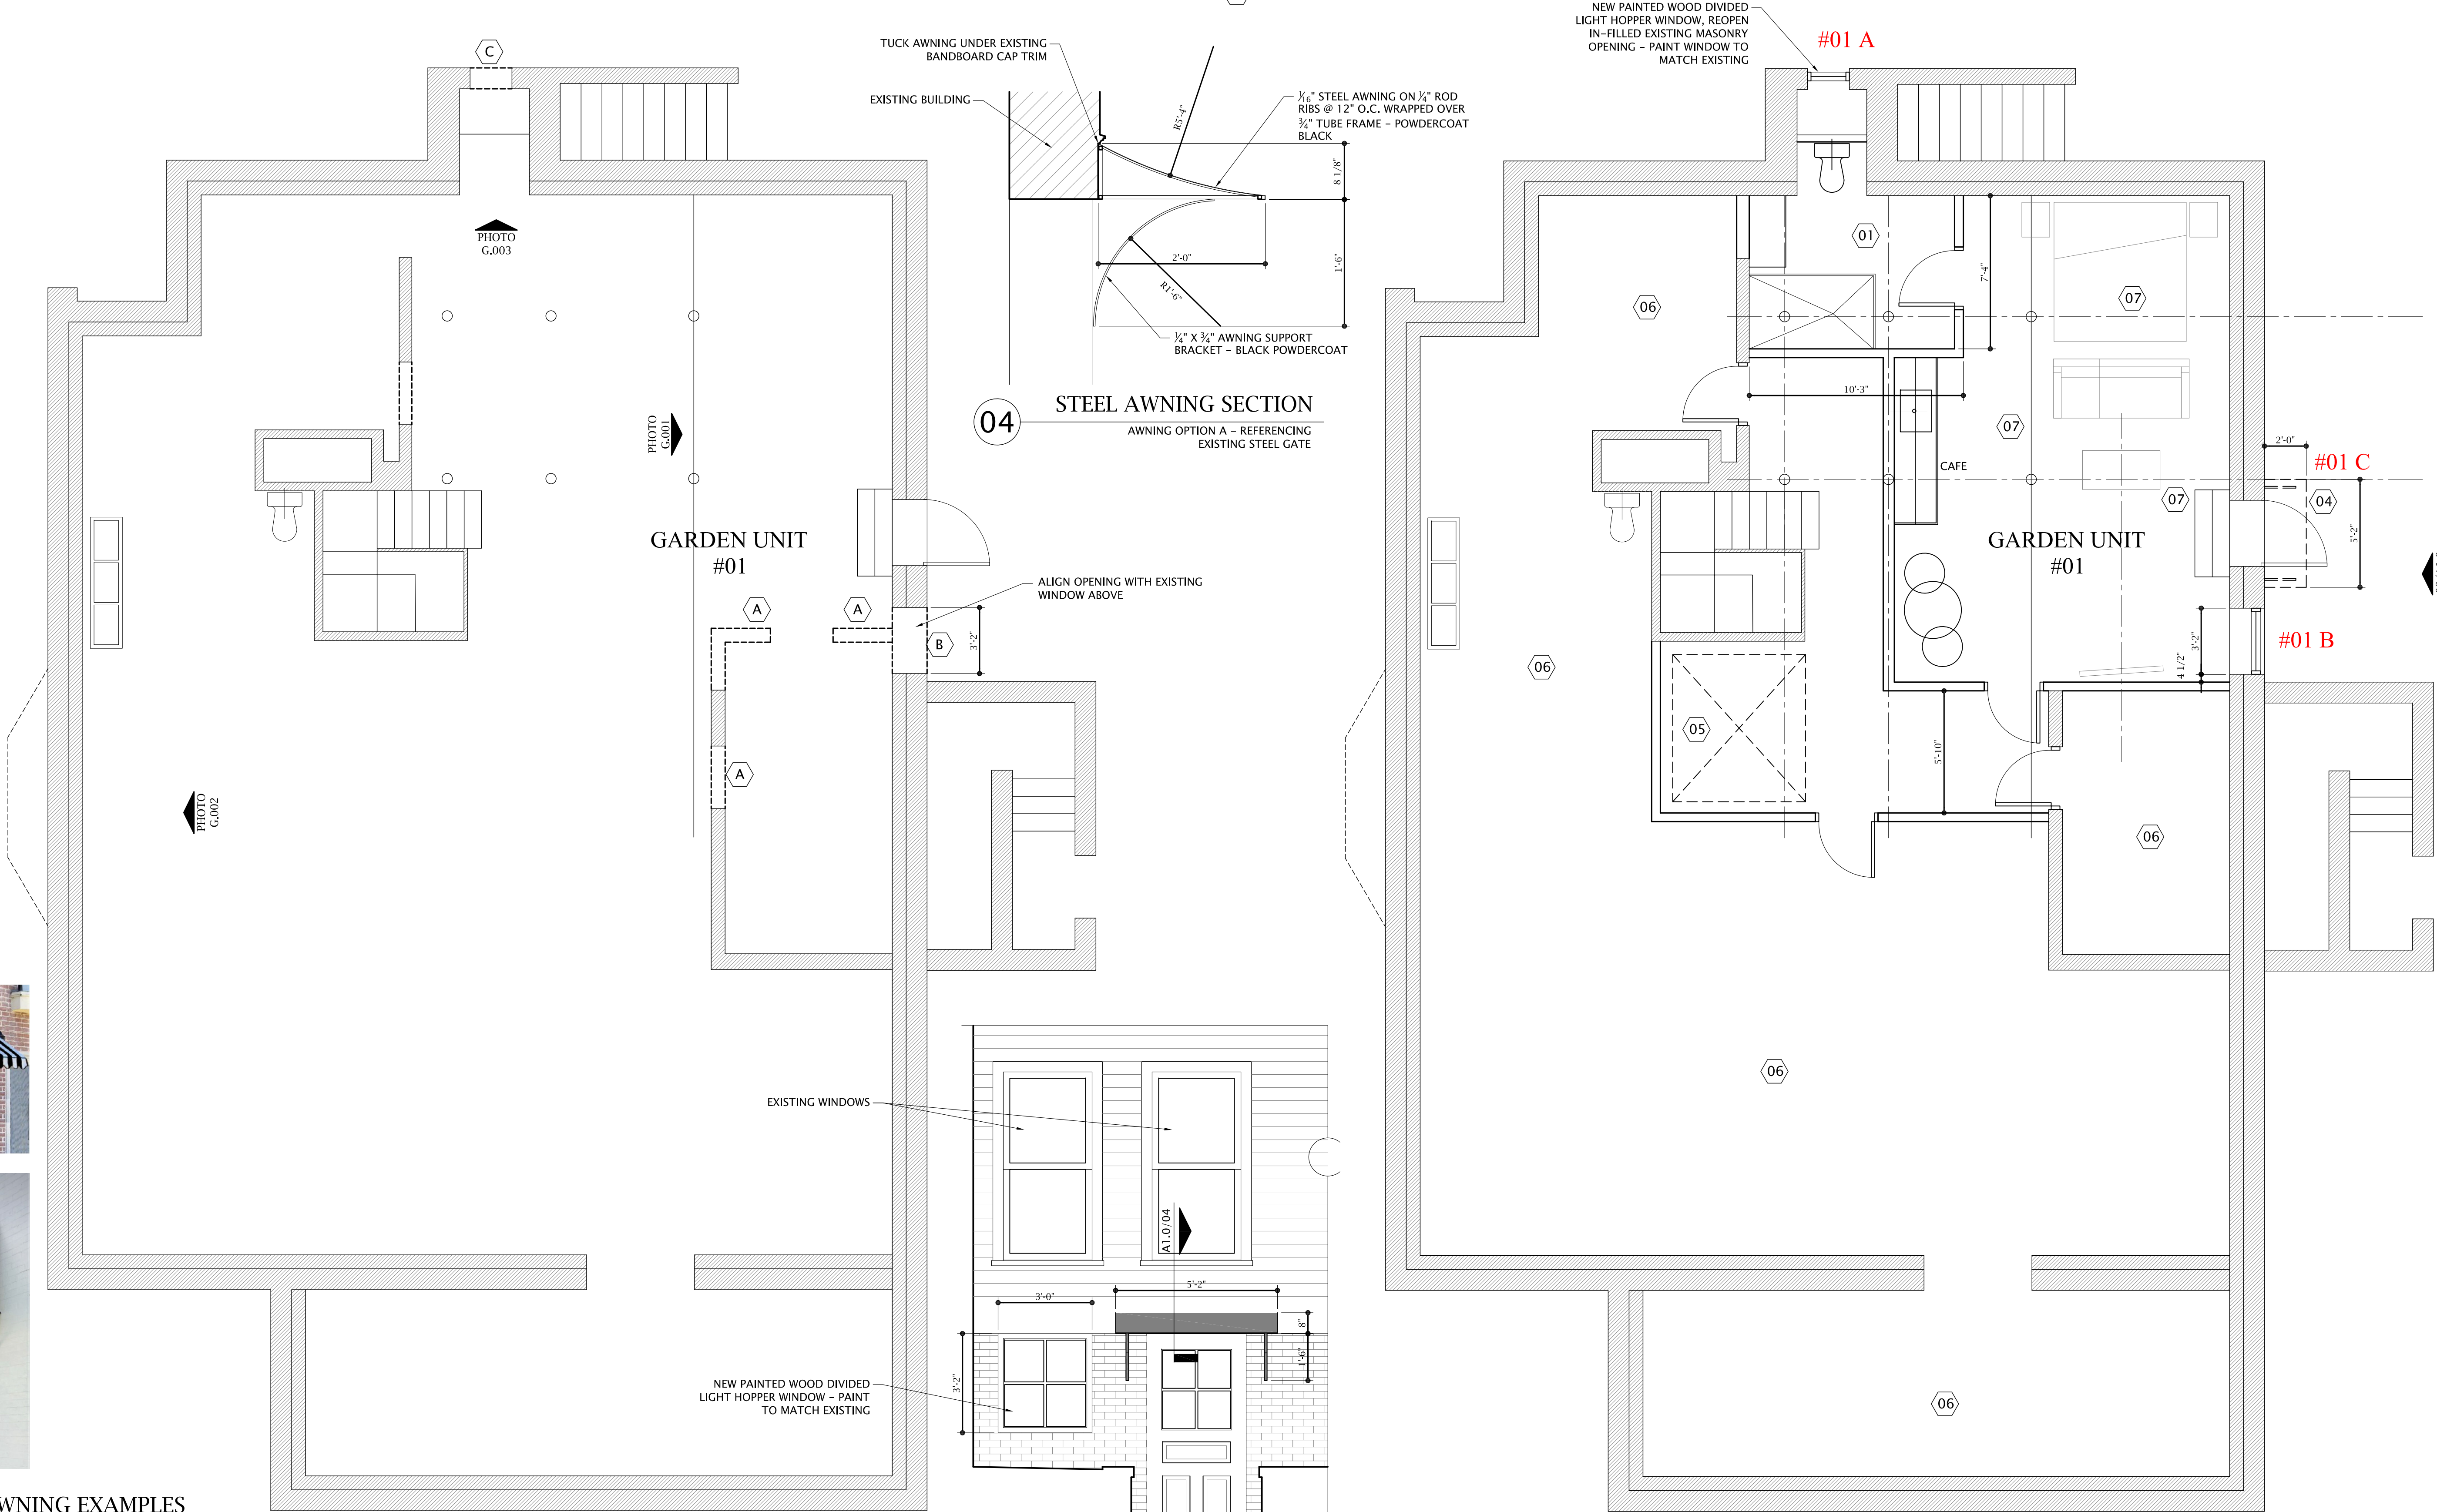 C
PHOTO
G.003
PHOTO
G.001
GARDEN UNIT
#01
A
A
B
3'-2"
ALIGN OPENING WITH EXISTING
WINDOW ABOVE
A
PHOTO
G.002
WNING EXAMPLES
TUCK AWNING UNDER EXISTING
BANDBOARD CAP TRIM
EXISTING BUILDING
R5'-4"
1/16" STEEL AWNING ON 1/4" ROD
RIBS @ 12" O.C. WRAPPED OVER
3/4" TUBE FRAME - POWDERCOAT
BLACK
8 1/8"
2'-0"
1'-6"
R1'-6"
1/4" X 3/4" AWNING SUPPORT
BRACKET - BLACK POWDERCOAT
04
STEEL AWNING SECTION
AWNING OPTION A - REFERENCING
EXISTING STEEL GATE
EXISTING WINDOWS
A1.0/04
5'-2"
3'-0"
8"
1'-6"
3'-2"
NEW PAINTED WOOD DIVIDED
LIGHT HOPPER WINDOW - PAINT
TO MATCH EXISTING
NEW PAINTED WOOD DIVIDED
LIGHT HOPPER WINDOW, REOPEN
IN-FILLED EXISTING MASONRY
OPENING - PAINT WINDOW TO
MATCH EXISTING
#01 A
01
7'-4"
06
07
10'-3"
07
CAFE
2'-0"
#01 C
07
04
GARDEN UNIT
#01
5'-2"
3'-2"
#01 B
4 1/2"
06
05
5'-10"
06
06
06